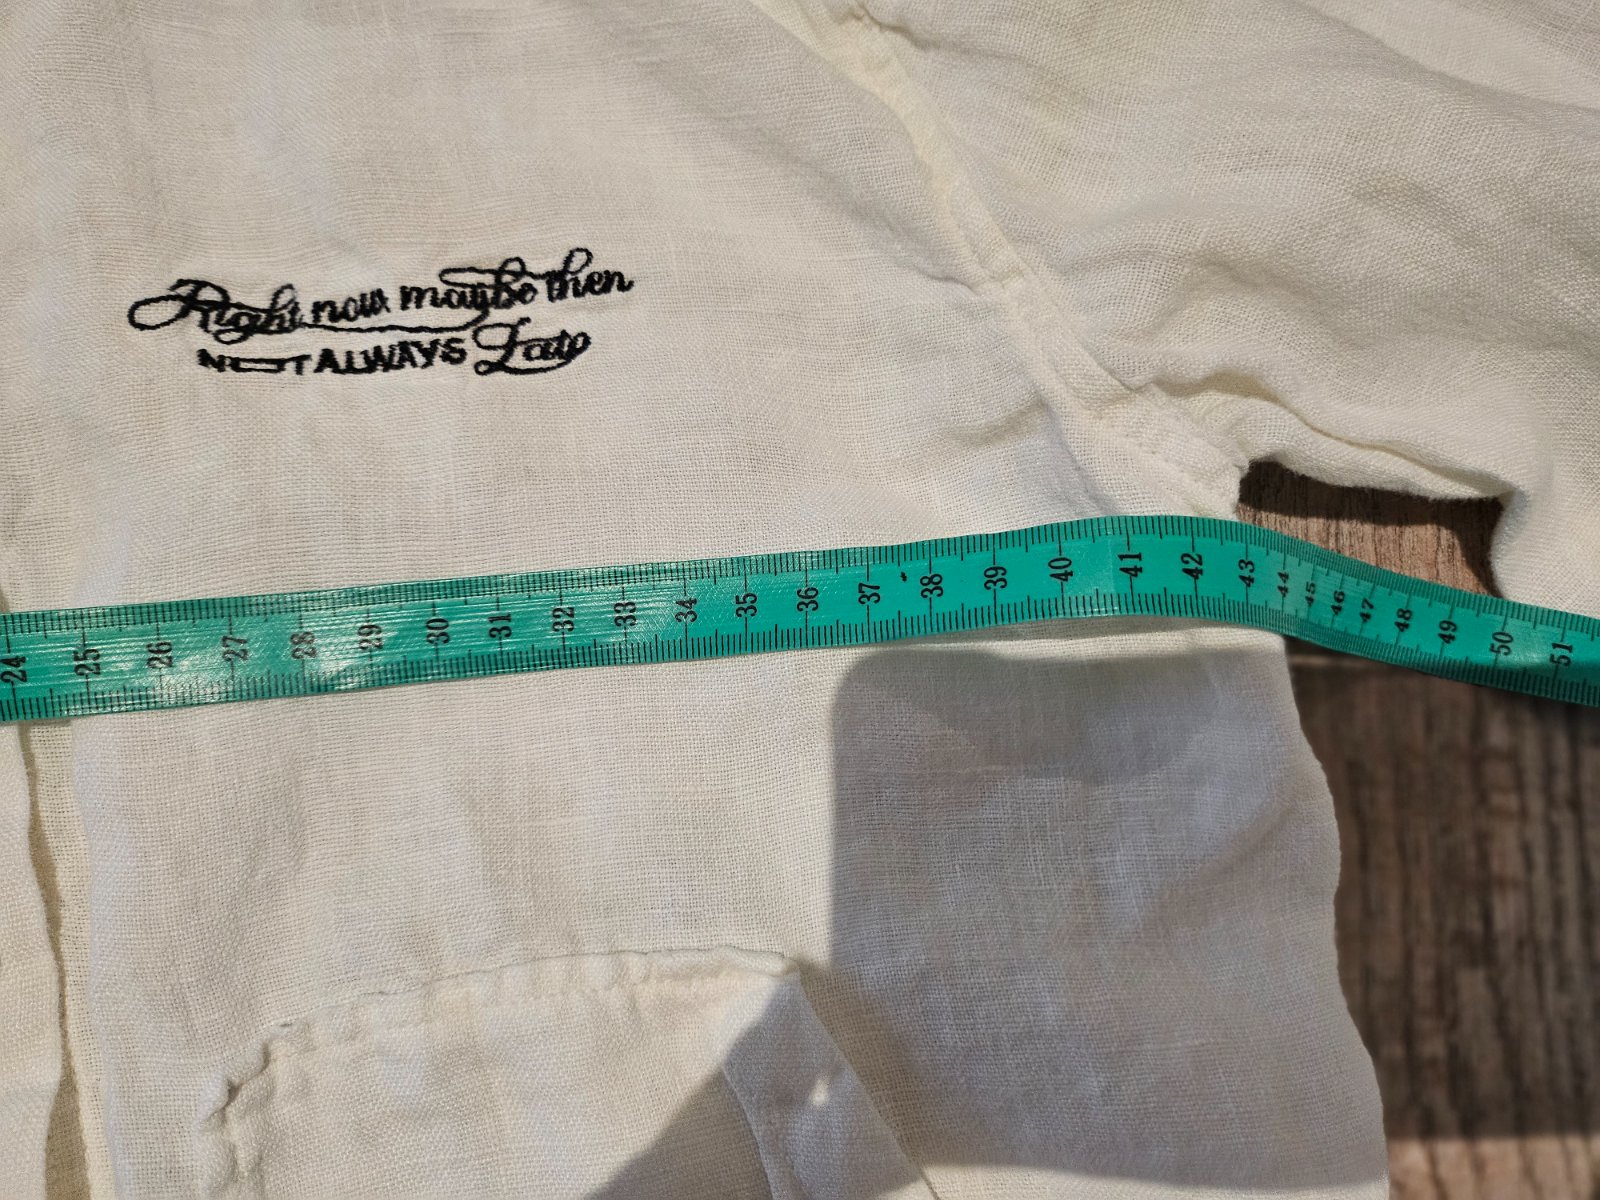 Right now maybe then
NOT ALWAYS Late
24 25 26 27 28 29 30 31 32 33 34 35 36 37 38 39 40 41 42 43 44 45 46 47 48 49 50 51